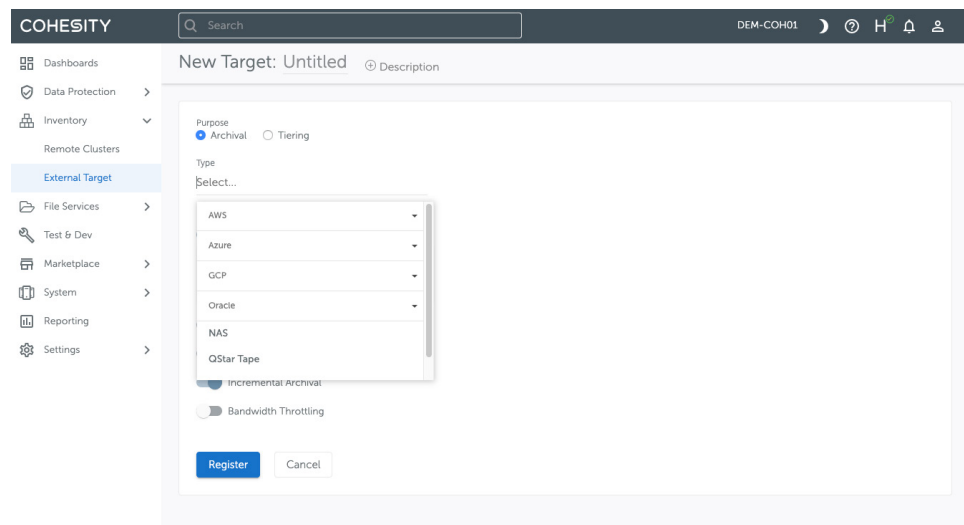 COHESITY
Search
DEM-COH01
H
Dashboards
Data Protection
Inventory
Remote Clusters
External Target
File Services
Test & Dev
Marketplace
System
Reporting
Settings
New Target: Untitled
Description
Purpose
Archival Tiering
Type
Select...
AWS
Azure
GCP
Oracle
NAS
QStar Tape
Incremental Archival
Bandwidth Throttling
Register Cancel